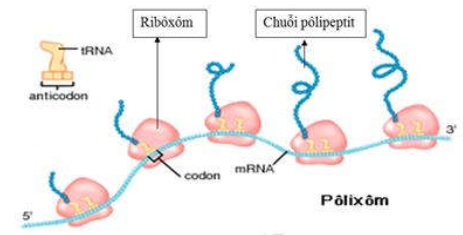 Ribôxôm
Chuỗi pôlipeptit
tRNA
anticodon
3'
codon
mRNA
Pôlixôm
5'